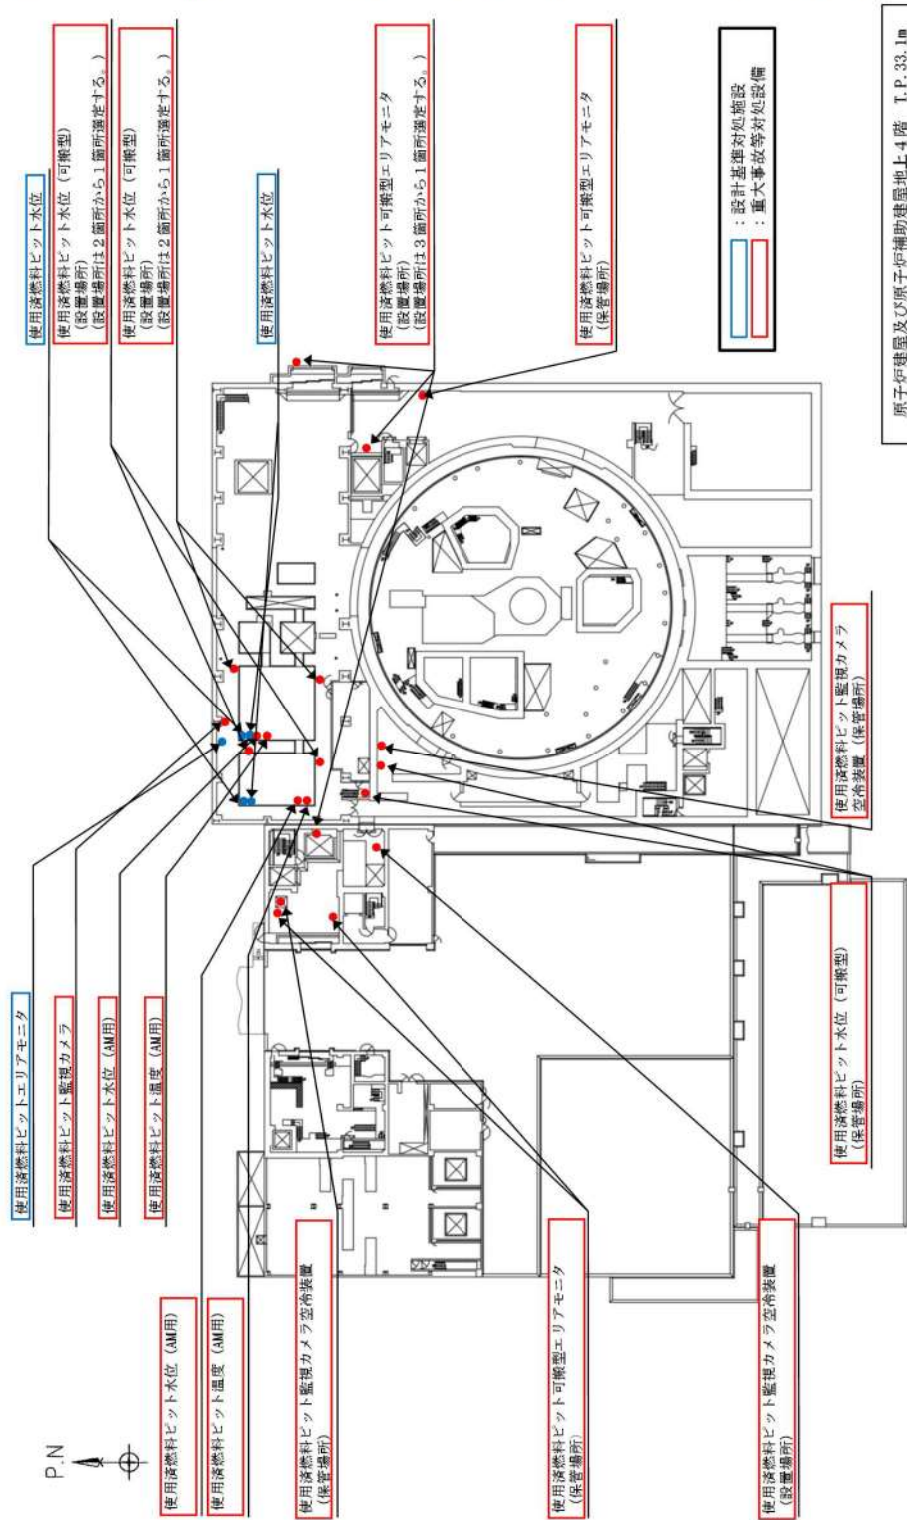 P.N
使用済燃料ピット水位（AM用）
使用済燃料ピット温度（AM用）
使用済燃料ピット監視カメラ空冷装置
（保管場所）
使用済燃料ピット可搬型エリアモニタ
（保管場所）
使用済燃料ピット監視カメラ空冷装置
（設置場所）
使用済燃料ピットエリアモニタ
使用済燃料ピット監視カメラ
使用済燃料ピット水位（AM用）
使用済燃料ピット温度（AM用）
使用済燃料ピット水位（可搬型）
（保管場所）
使用済燃料ピット監視カメラ
空冷装置（保管場所）
使用済燃料ピット水位
使用済燃料ピット水位（可搬型）
（設置場所）
（設置場所は２箇所から１箇所選定する。）
使用済燃料ピット水位（可搬型）
（設置場所）
（設置場所は２箇所から１箇所選定する。）
使用済燃料ピット水位
使用済燃料ピット可搬型エリアモニタ
（設置場所）
（設置場所は３箇所から１箇所選定する。）
使用済燃料ピット可搬型エリアモニタ
（保管場所）
：設計基準対処施設
：重大事故等対処設備
原子炉建屋及び原子炉補助建屋地上４階 T.P.33.1m